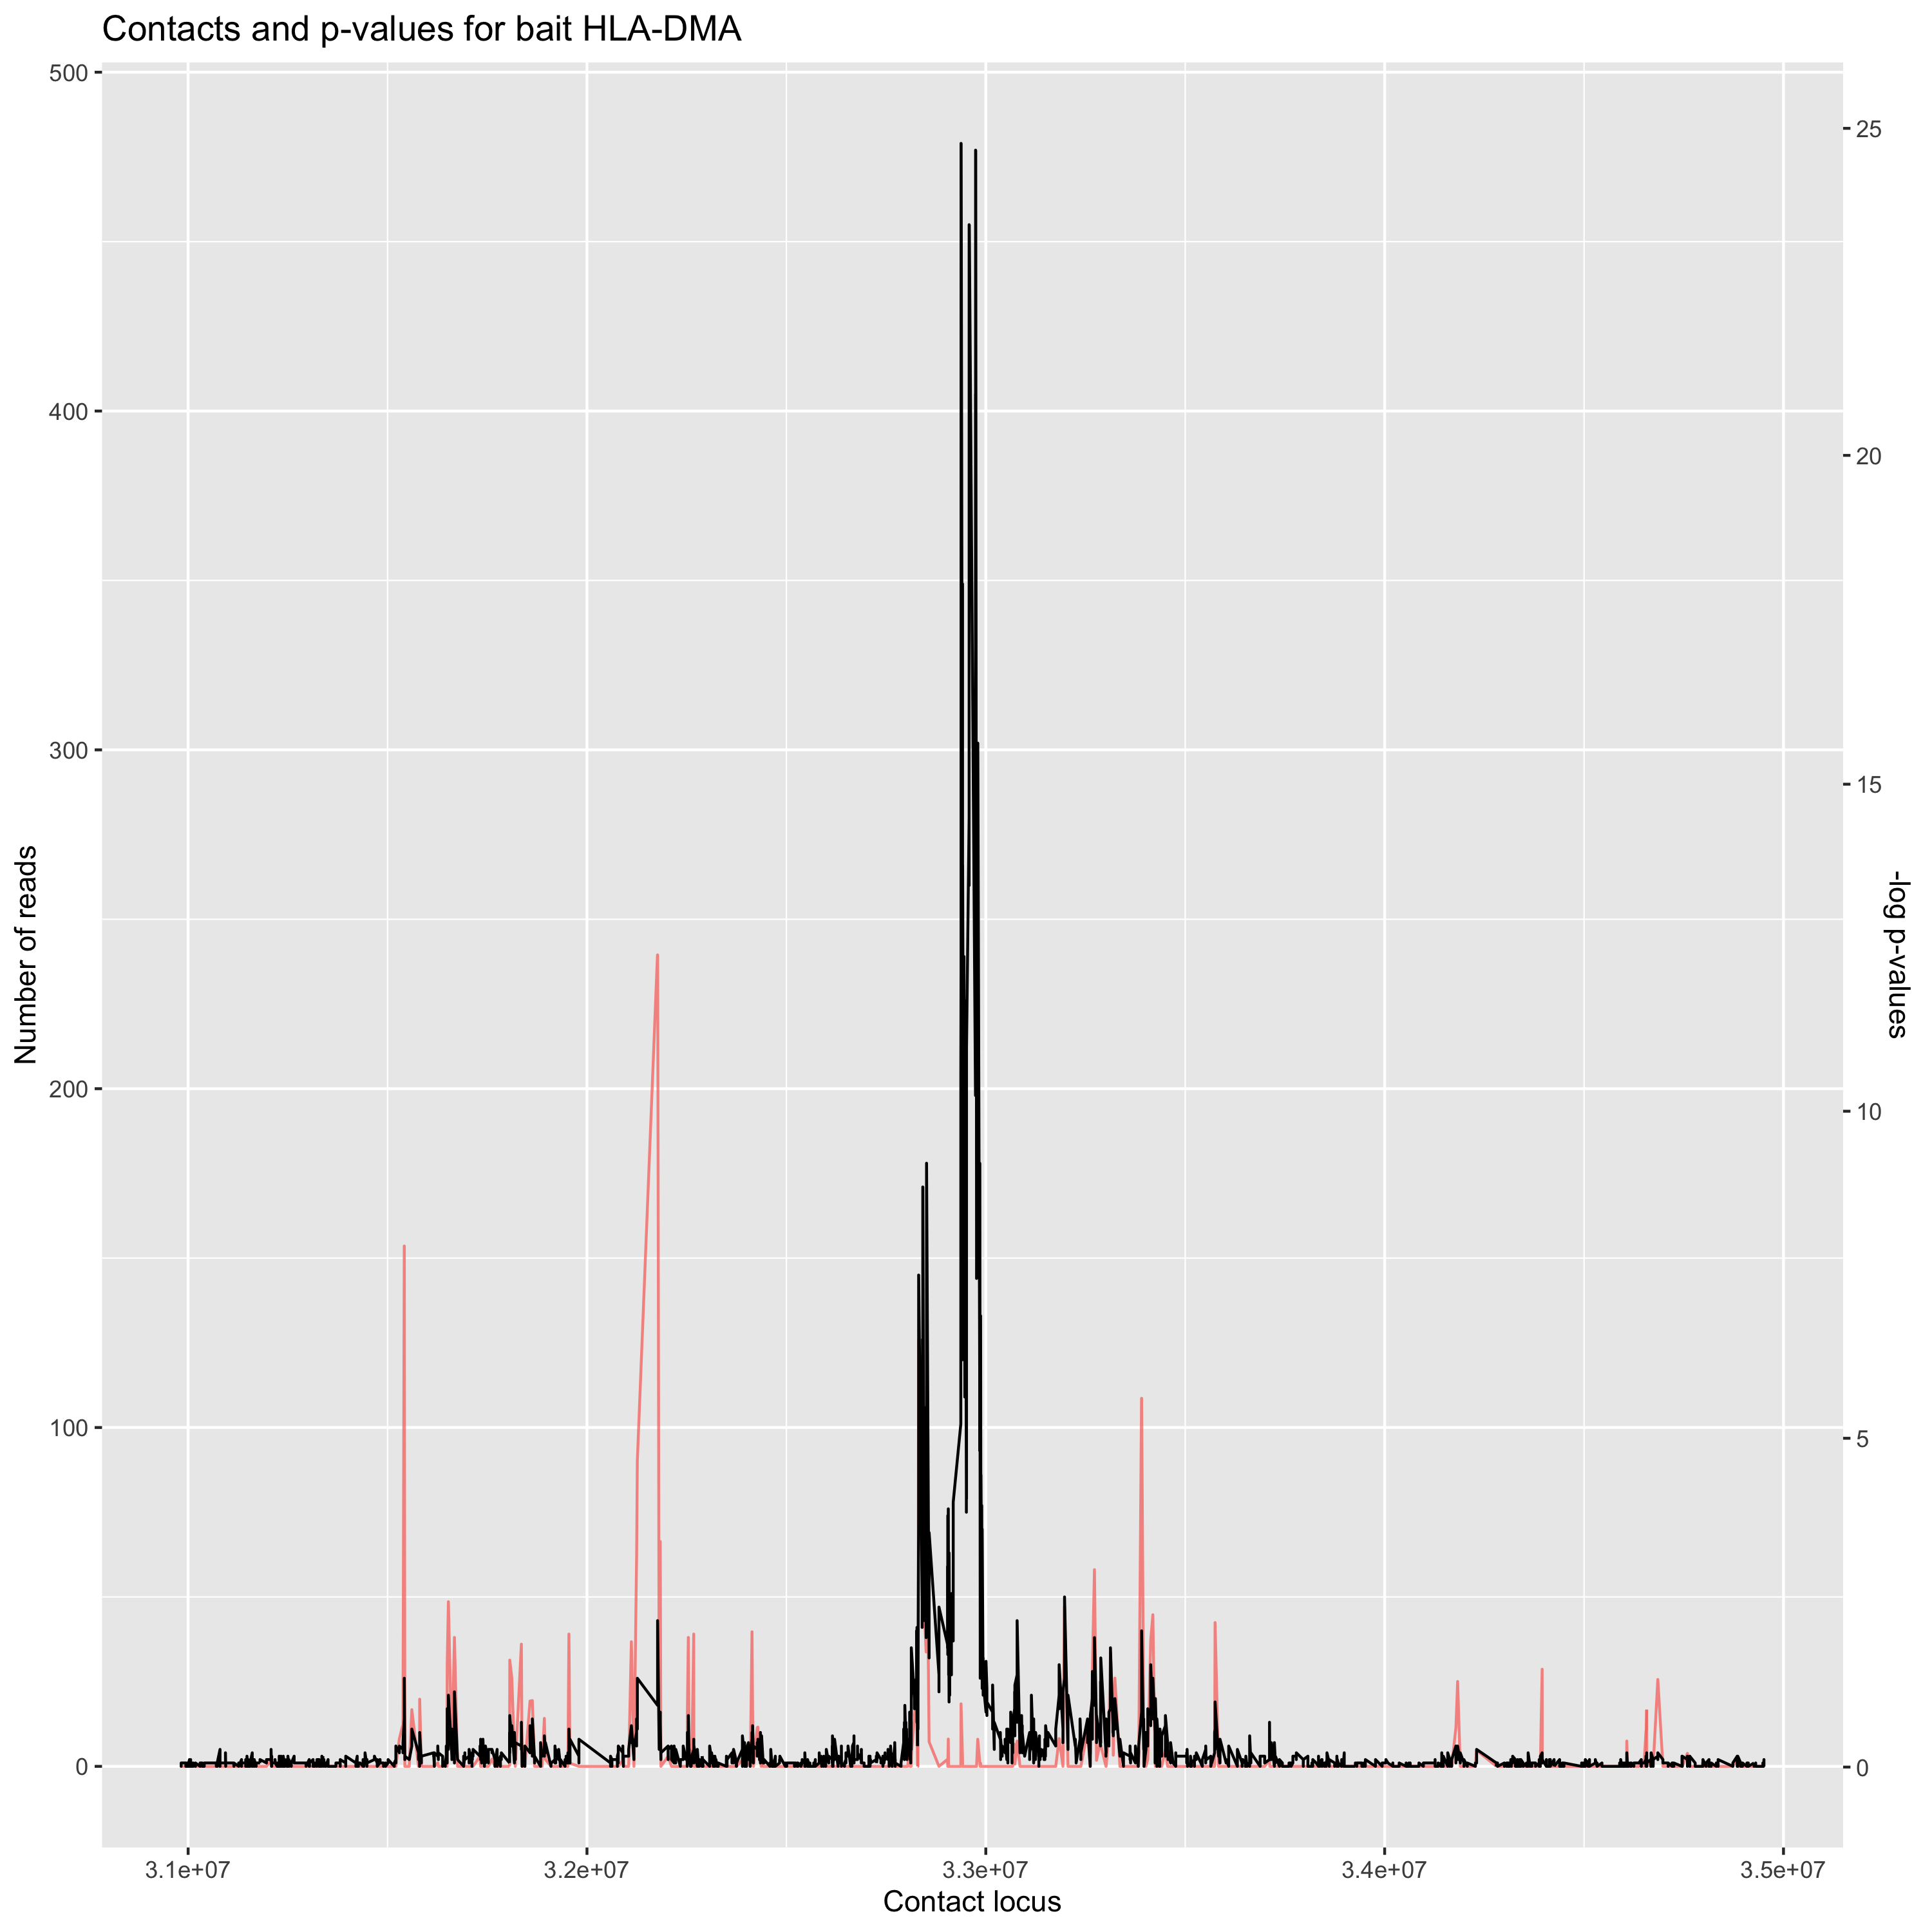 Contacts and p-values for bait HLA-DMA
500
400
300
200
100
0
Number of reads
25
20
15
10
5
0
-log p-values
3.1e+07
3.2e+07
3.3e+07
3.4e+07
3.5e+07
Contact locus